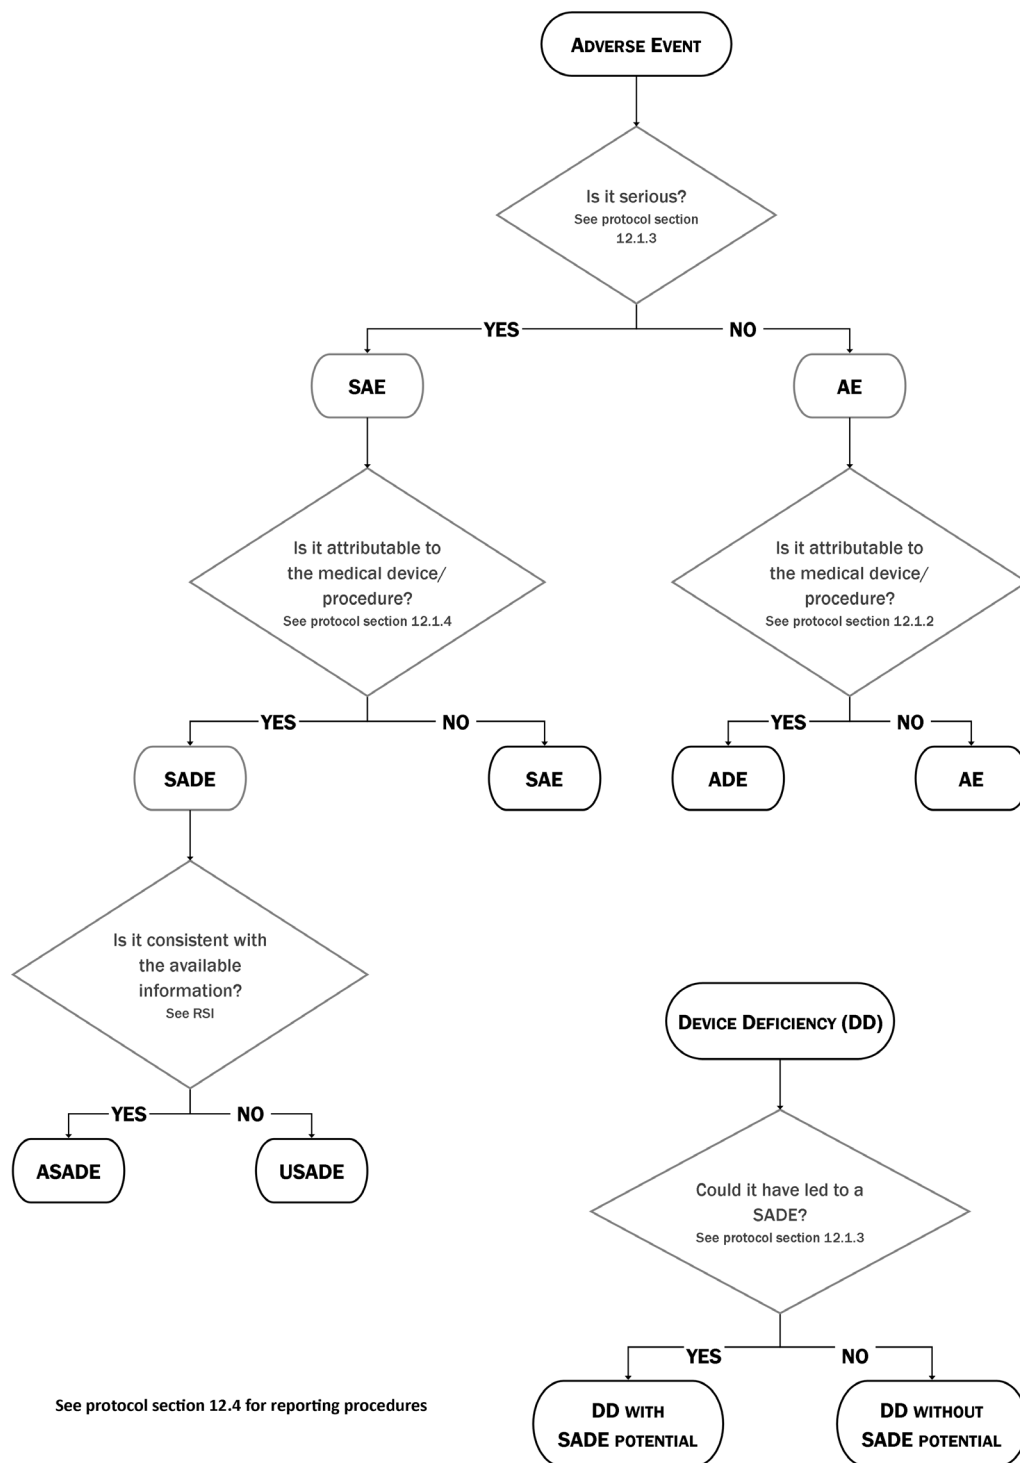 ADVERSE EVENT
Is it serious?
See protocol section
12.1.3
YES
NO
SAE
AE
Is it attributable to
the medical device/
procedure?
See protocol section 12.1.4
Is it attributable to
the medical device/
procedure?
See protocol section 12.1.2
YES
NO
YES
NO
SADE
SAE
ADE
AE
Is it consistent with
the available
information?
See RSI
YES
NO
ASADE
USADE
DEVICE DEFICIENCY (DD)
Could it have led to a
SADE?
See protocol section 12.1.3
YES
NO
DD WITH
SADE POTENTIAL
DD WITHOUT
SADE POTENTIAL
See protocol section 12.4 for reporting procedures